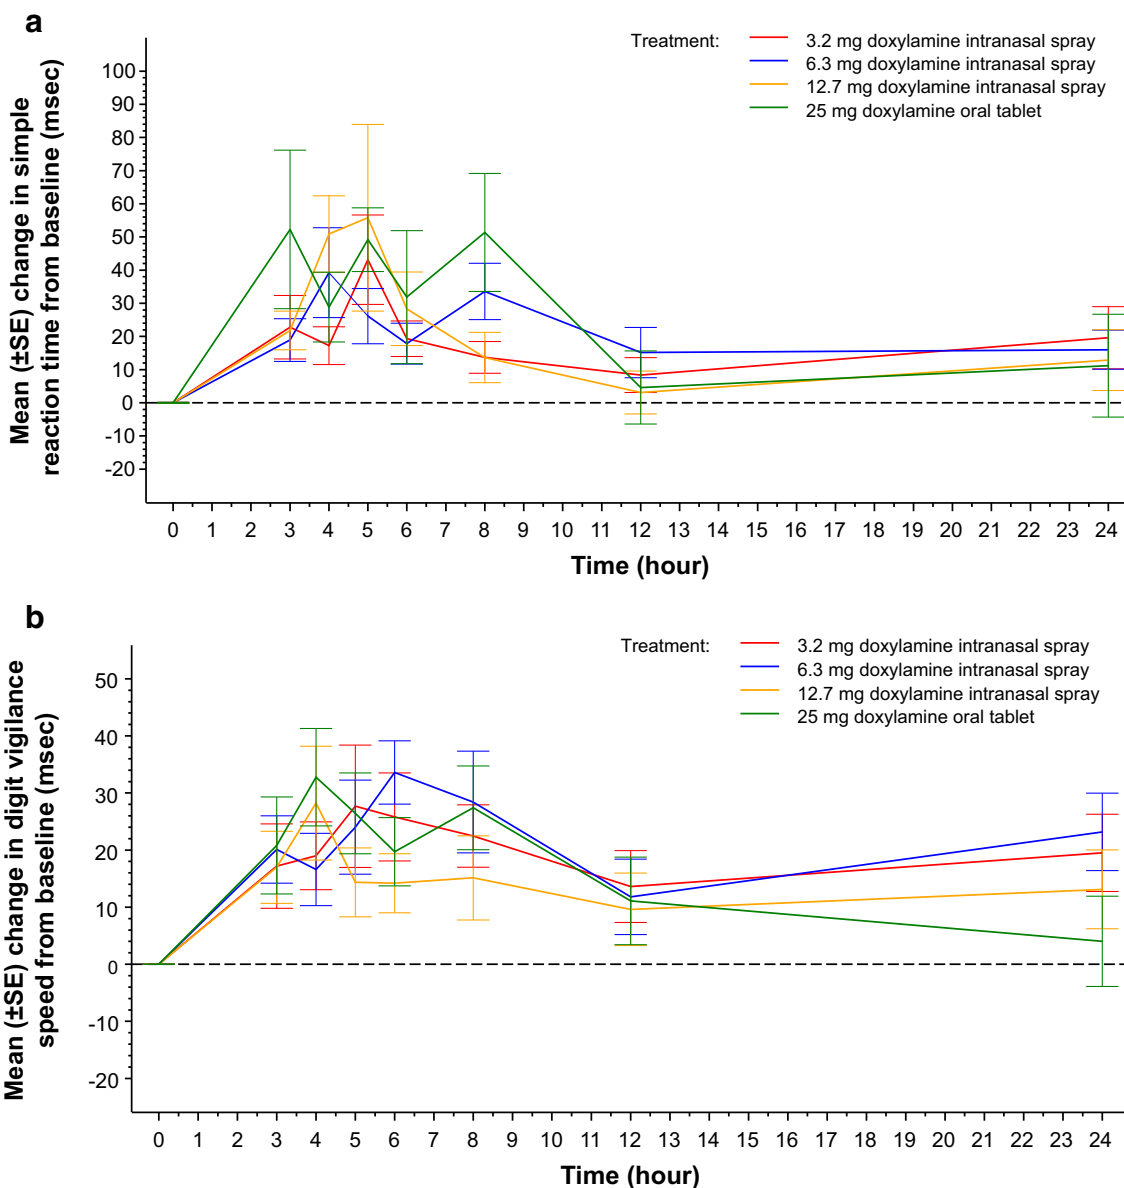 a
Treatment:
3.2 mg doxylamine intranasal spray
6.3 mg doxylamine intranasal spray
12.7 mg doxylamine intranasal spray
25 mg doxylamine oral tablet
Mean (±SE) change in simple
reaction time from baseline (msec)
100
90
80
70
60
50
40
30
20
10
0
-10
-20
0 1 2 3 4 5 6 7 8 9 10 11 12 13 14 15 16 17 18 19 20 21 22 23 24
Time (hour)
b
Treatment:
3.2 mg doxylamine intranasal spray
6.3 mg doxylamine intranasal spray
12.7 mg doxylamine intranasal spray
25 mg doxylamine oral tablet
Mean (±SE) change in digit vigilance
speed from baseline (msec)
50
40
30
20
10
0
-10
-20
0 1 2 3 4 5 6 7 8 9 10 11 12 13 14 15 16 17 18 19 20 21 22 23 24
Time (hour)